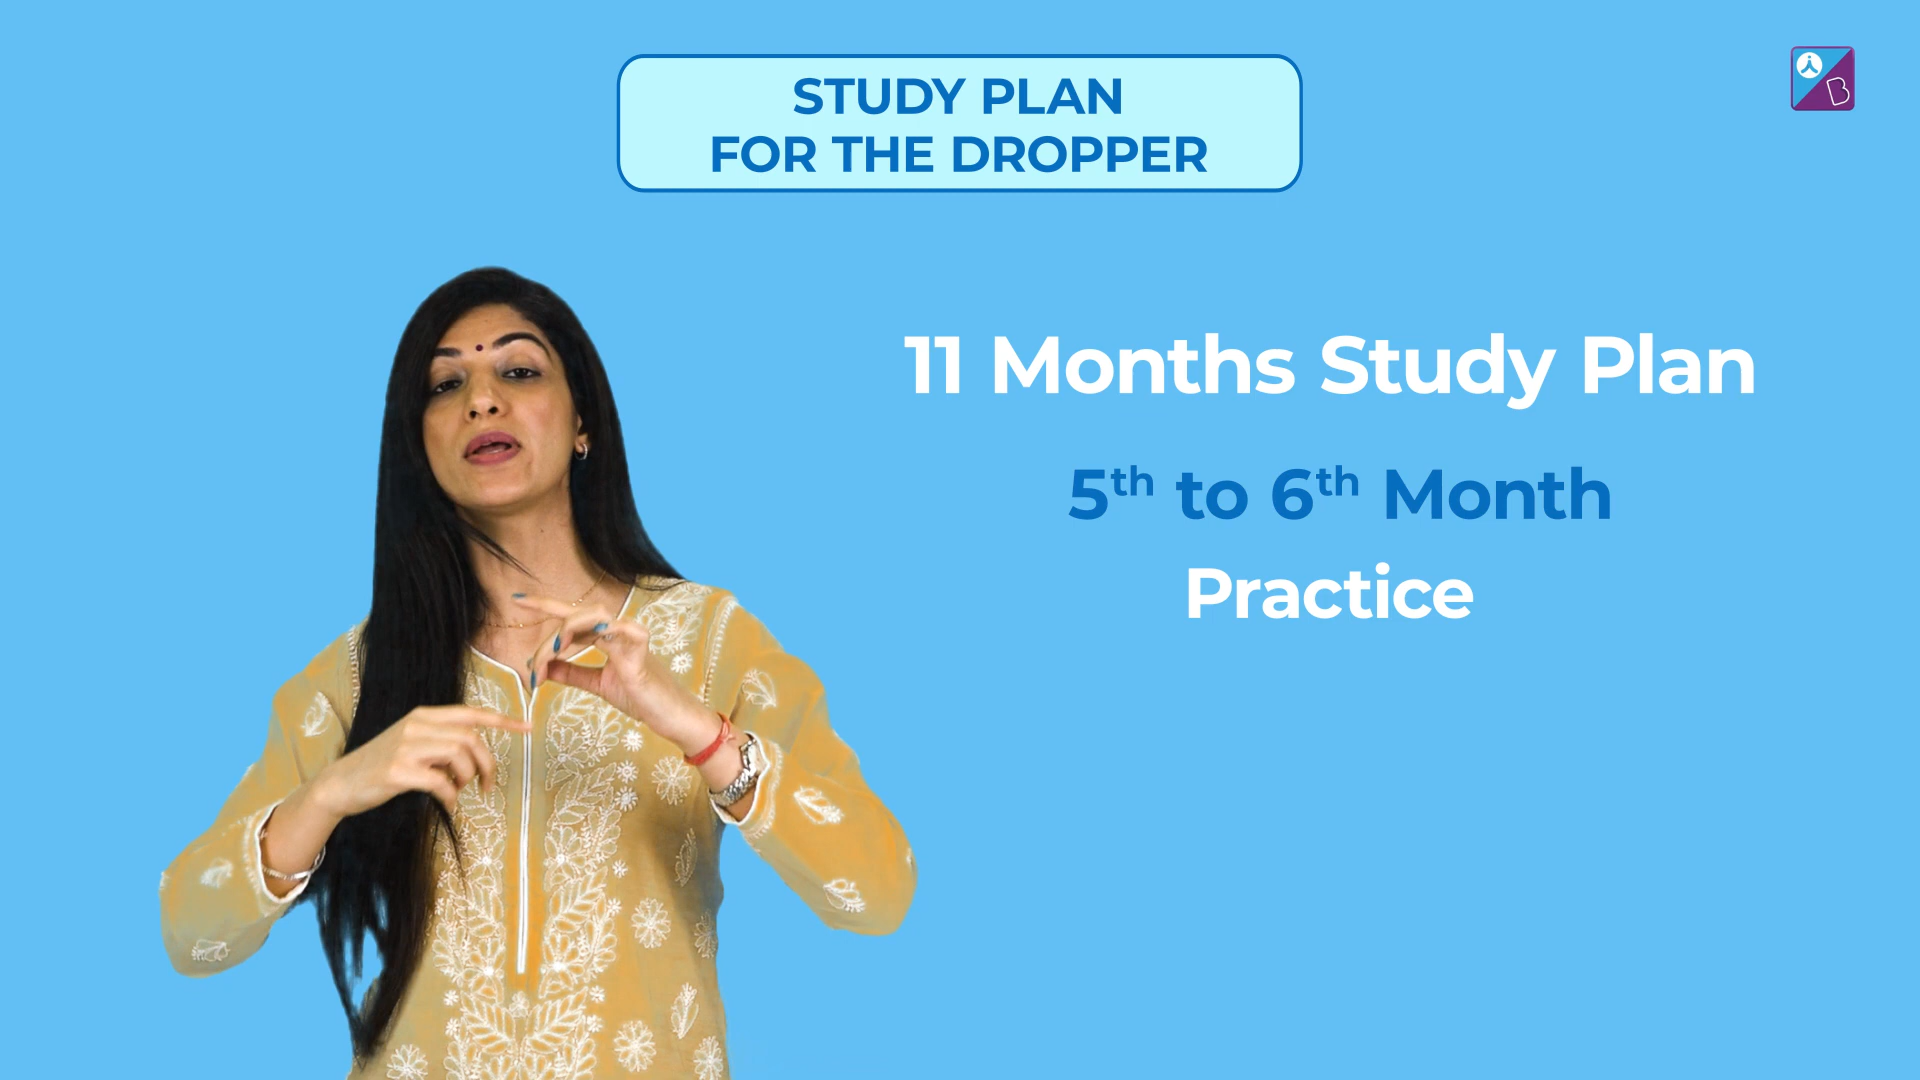 STUDY PLAN
FOR THE DROPPER
11 Months Study Plan
5th to 6th Month
Practice
B